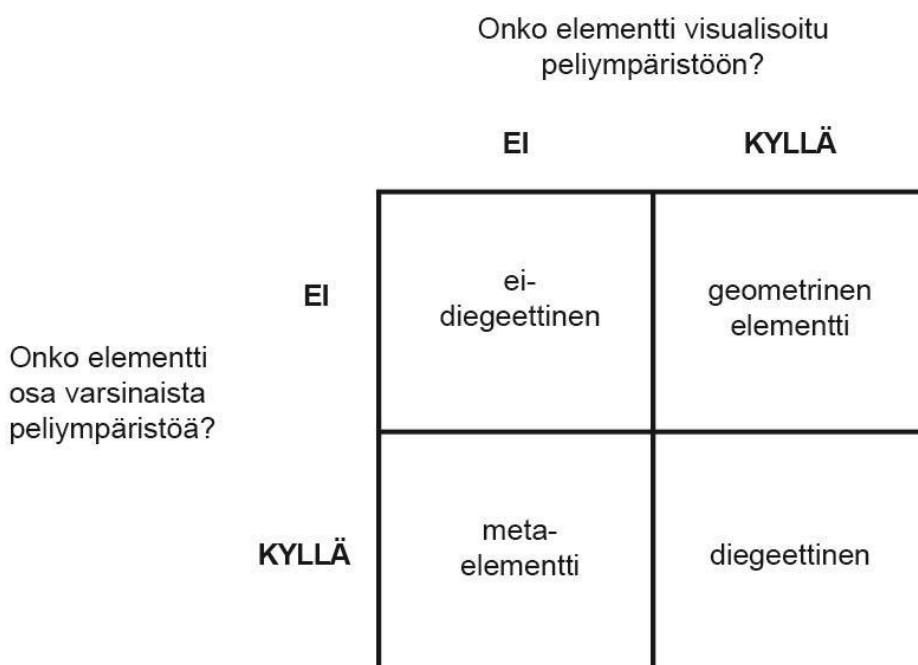 Onko elementti visualisoitu
peliympäristöön?
EI
KYLLÄ
EI
ei-
diegeettinen
geometrinen
elementti
Onko elementti
osa varsinaista
peliympäristöä?
KYLLÄ
meta-
elementti
diegeettinen